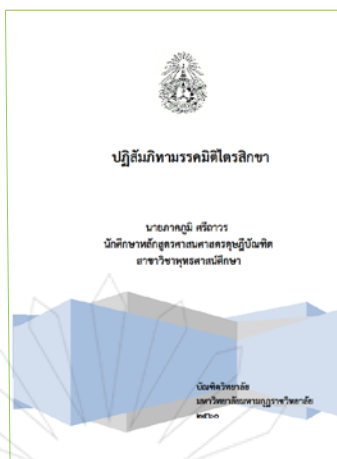 ปฏิสัมภิทามรรคมิติไตรสิกขา
นายภาคภูมิ ศรีถาวร
นักศึกษาหลักสูตรศาสนศาสตรดุษฎีบัณฑิต
สาขาวิชาพุทธศาสน์ศึกษา
บัณฑิตวิทยาลัย
มหาวิทยาลัยมหามกุฏราชวิทยาลัย
๒๕๖๐